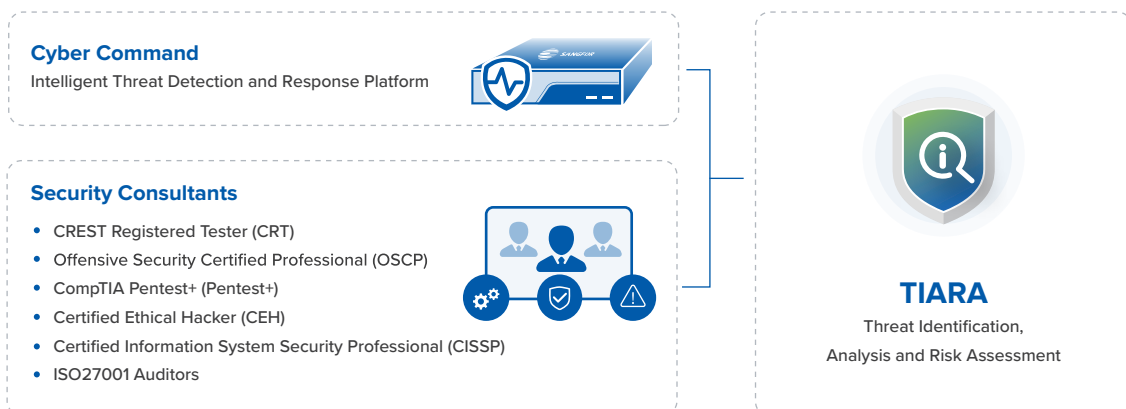 Cyber Command
Intelligent Threat Detection and Response Platform
SANGFOR
Security Consultants
• CREST Registered Tester (CRT)
• Offensive Security Certified Professional (OSCP)
• CompTIA Pentest+ (Pentest+)
• Certified Ethical Hacker (CEH)
• Certified Information System Security Professional (CISSP)
• ISO27001 Auditors
TIARA
Threat Identification,
Analysis and Risk Assessment